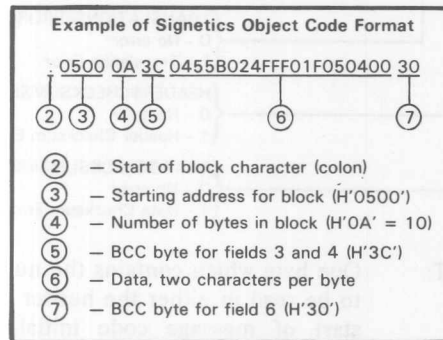 Example of Signetics Object Code Format
: 0500 0A 3C 0455B024FFF01F050400 30
2 3 4 5 6 7
2 – Start of block character (colon)
3 – Starting address for block (H'0500')
4 – Number of bytes in block (H'0A' = 10)
5 – BCC byte for fields 3 and 4 (H'3C')
6 – Data, two characters per byte
7 – BCC byte for field 6 (H'30')